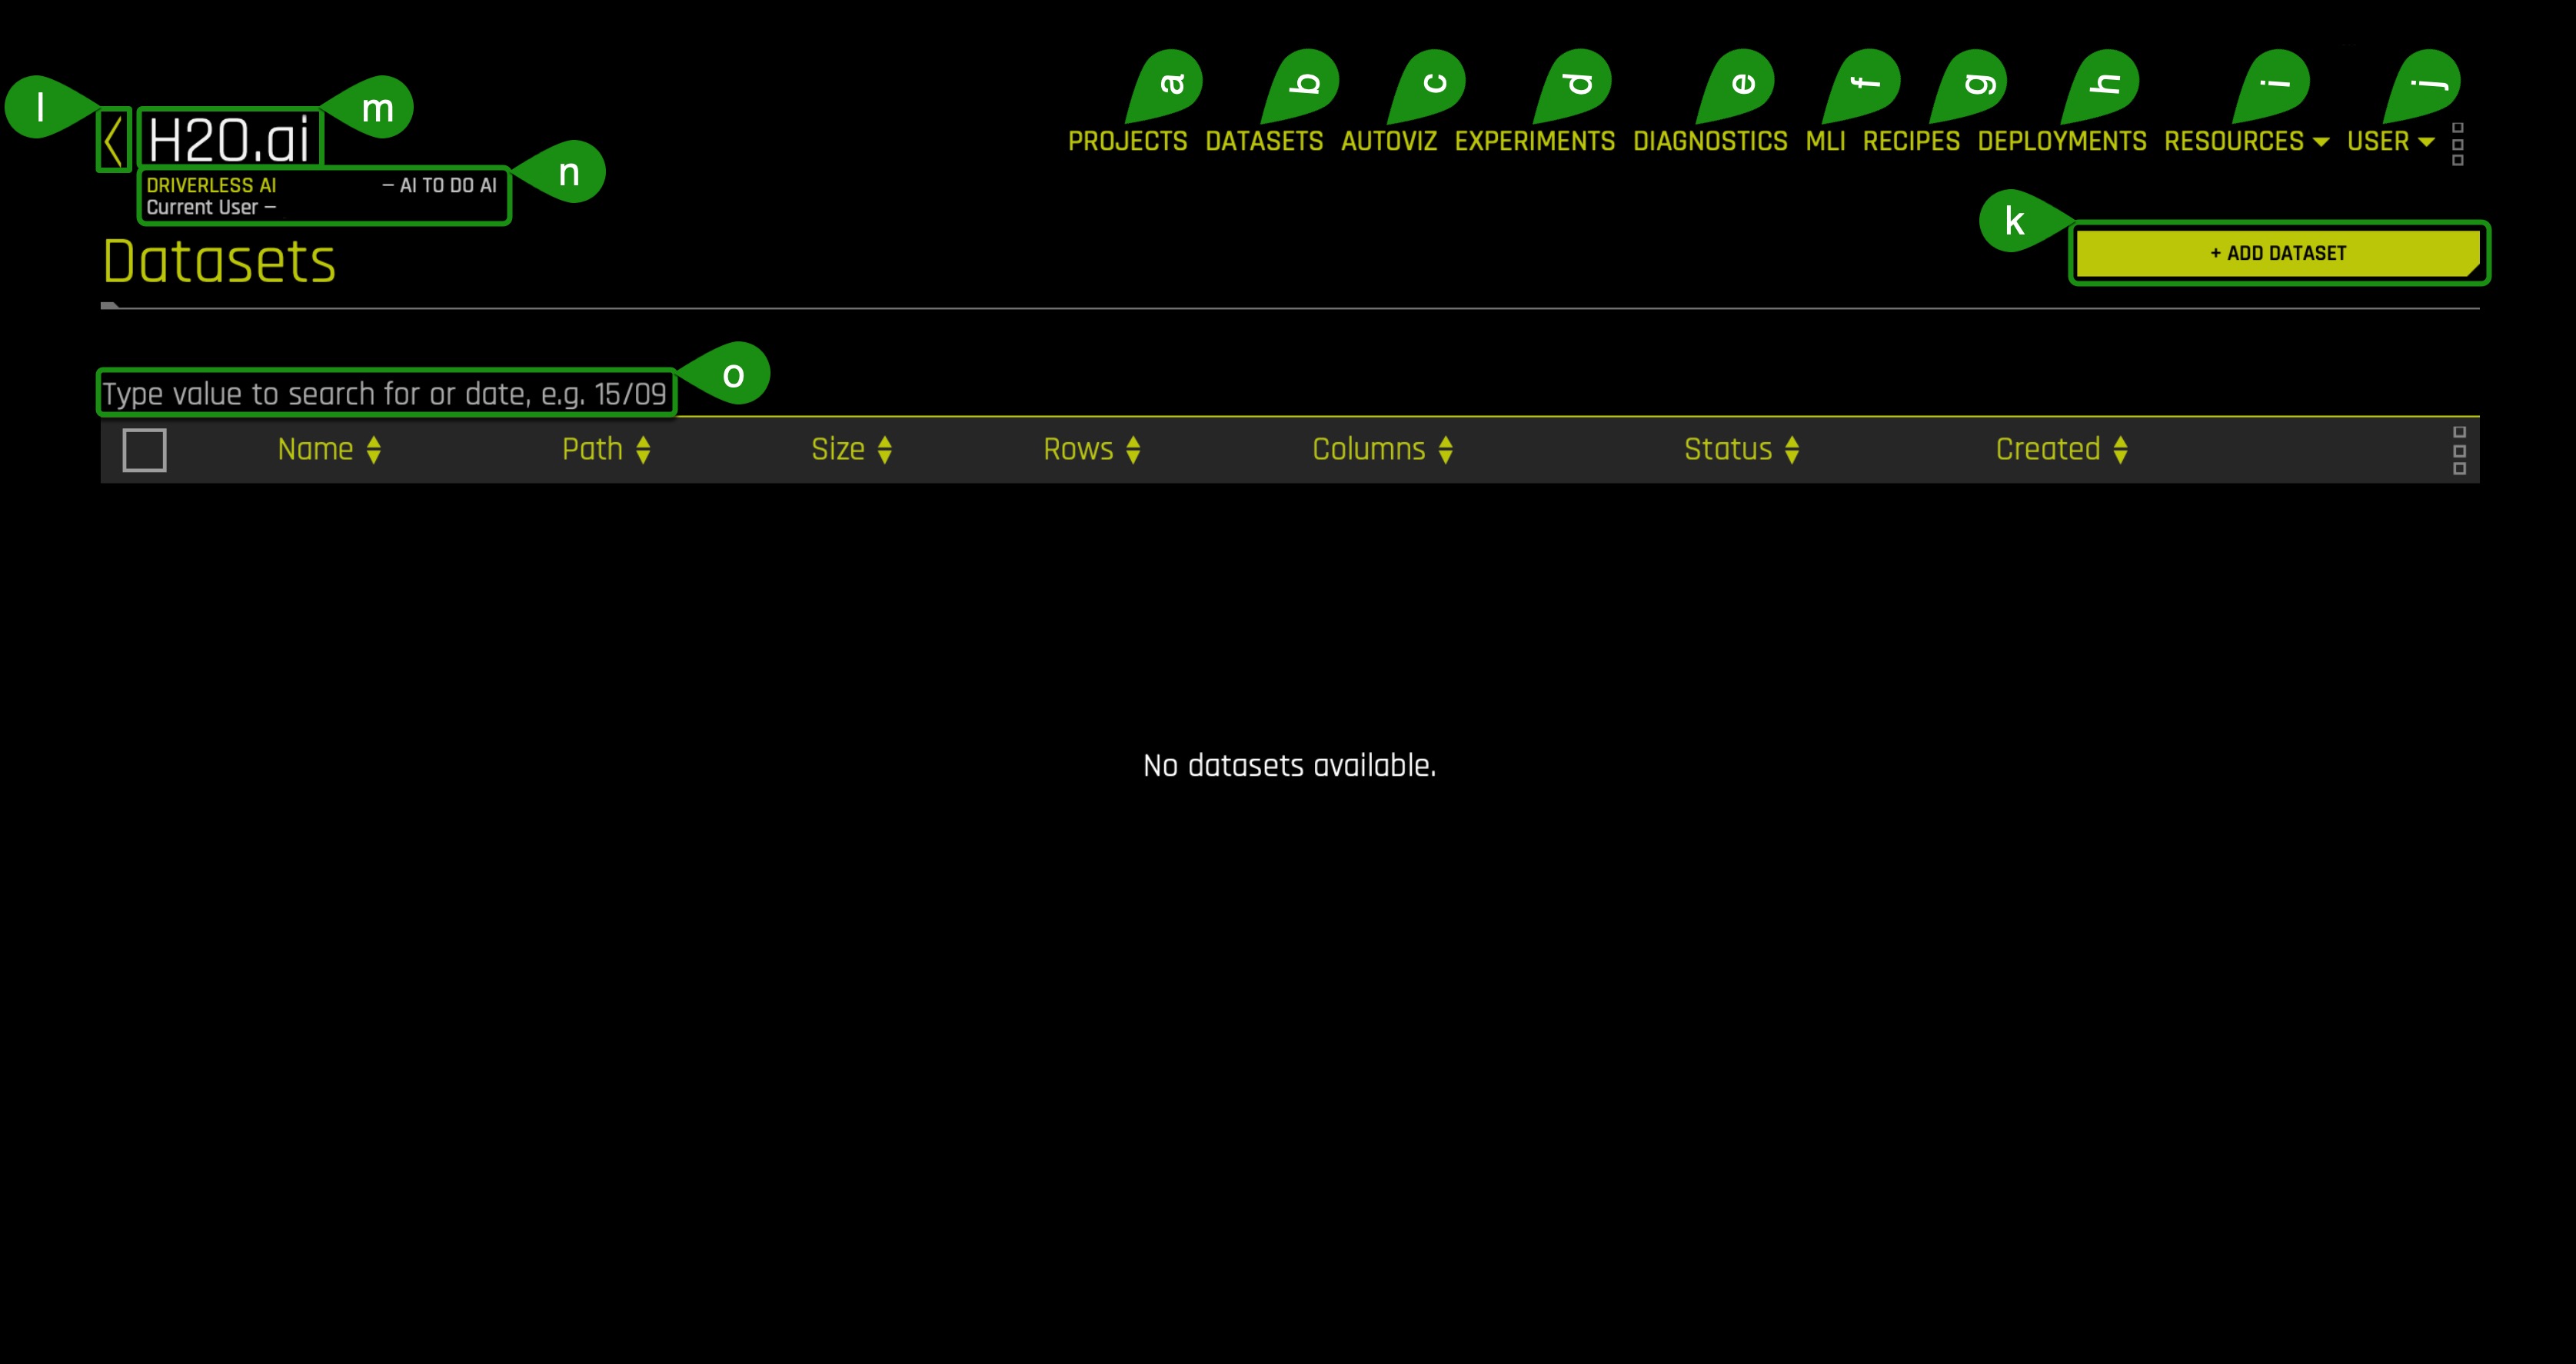 a b c d e f g h i j
l m
H2O.ai
PROJECTS DATASETS AUTOVIZ EXPERIMENTS DIAGNOSTICS MLI RECIPES DEPLOYMENTS RESOURCES USER
n
DRIVERLESS AI – AI TO DO AI
Current User –
k
Datasets
+ ADD DATASET
o
Type value to search for or date, e.g. 15/09
Name Path Size Rows Columns Status Created
No datasets available.